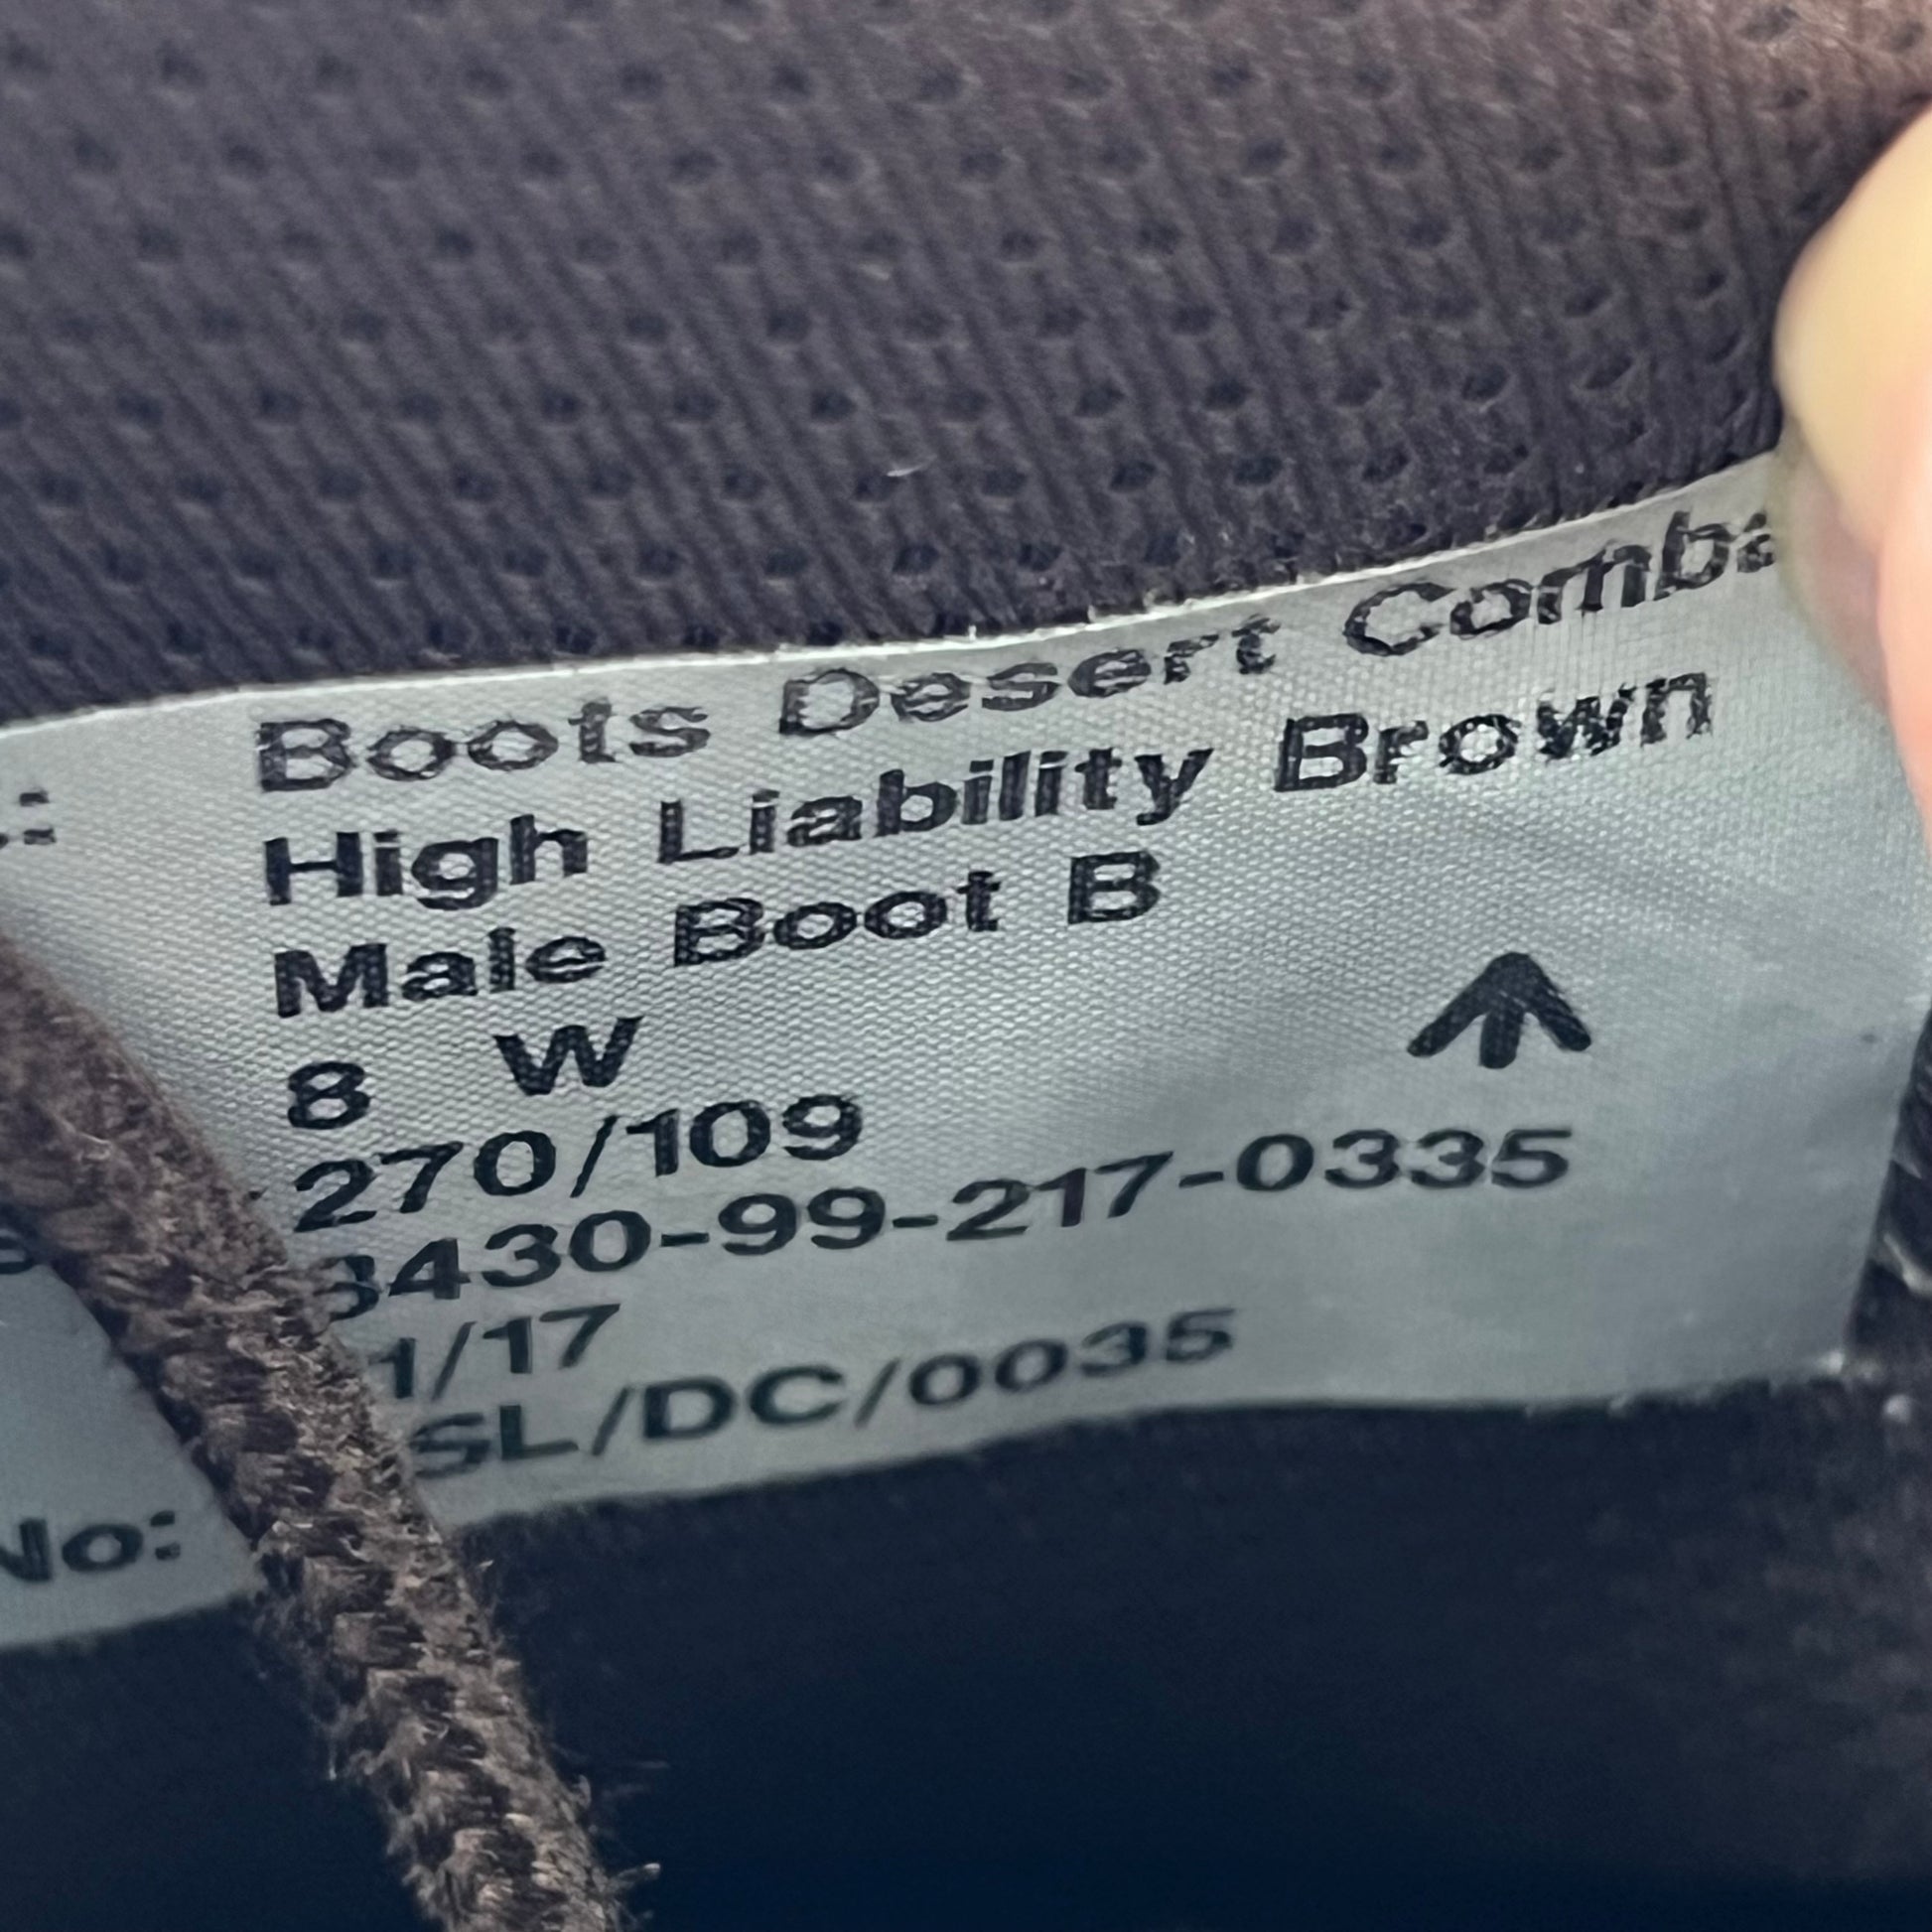 Boots Desert
High Liability Brown
Male Boot B
8 W
270/109
3430-99-217-0335
1/17
SL/DC/0035
No: